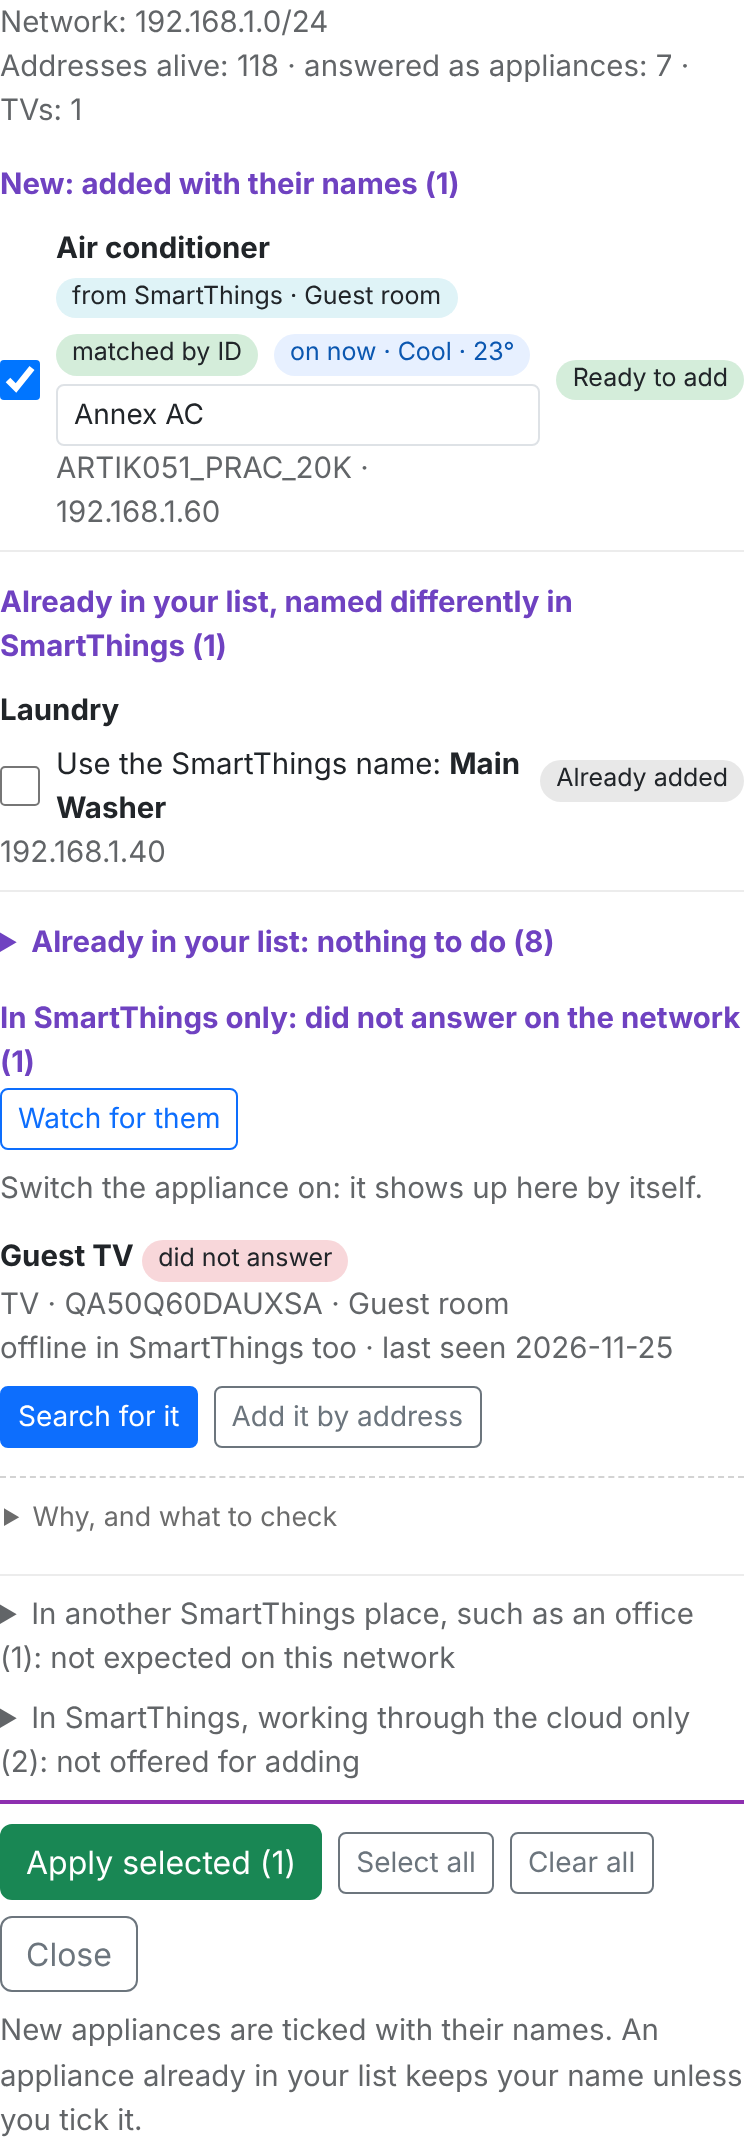 Network: 192.168.1.0/24
Addresses alive: 118 · answered as appliances: 7 ·
TVs: 1
New: added with their names (1)
Air conditioner
from SmartThings · Guest room
matched by ID on now · Cool · 23°
Ready to add
Annex AC
ARTIK051_PRAC_20K ·
192.168.1.60
Already in your list, named differently in
SmartThings (1)
Laundry
Use the SmartThings name: Main
Washer
Already added
192.168.1.40
Already in your list: nothing to do (8)
In SmartThings only: did not answer on the network
(1)
Watch for them
Switch the appliance on: it shows up here by itself.
Guest TV did not answer
TV · QA50Q60DAUXSA · Guest room
offline in SmartThings too · last seen 2026-11-25
Search for it Add it by address
Why, and what to check
In another SmartThings place, such as an office
(1): not expected on this network
In SmartThings, working through the cloud only
(2): not offered for adding
Apply selected (1) Select all Clear all
Close
New appliances are ticked with their names. An
appliance already in your list keeps your name unless
you tick it.